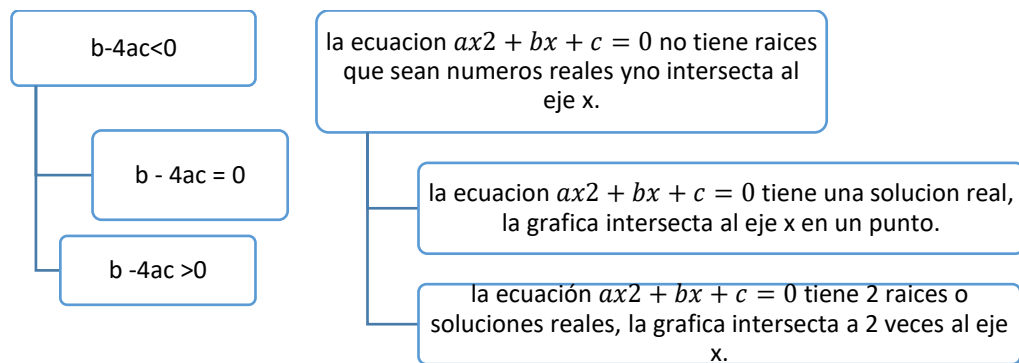 b-4ac<0
b - 4ac = 0
b -4ac >0
la ecuacion 𝑎𝑥2 + 𝑏𝑥 + 𝑐 = 0 no tiene raices
que sean numeros reales yno intersecta al
eje x.
la ecuacion 𝑎𝑥2 + 𝑏𝑥 + 𝑐 = 0 tiene una solucion real,
la grafica intersecta al eje x en un punto.
la ecuación 𝑎𝑥2 + 𝑏𝑥 + 𝑐 = 0 tiene 2 raices o
soluciones reales, la grafica intersecta a 2 veces al eje
x.